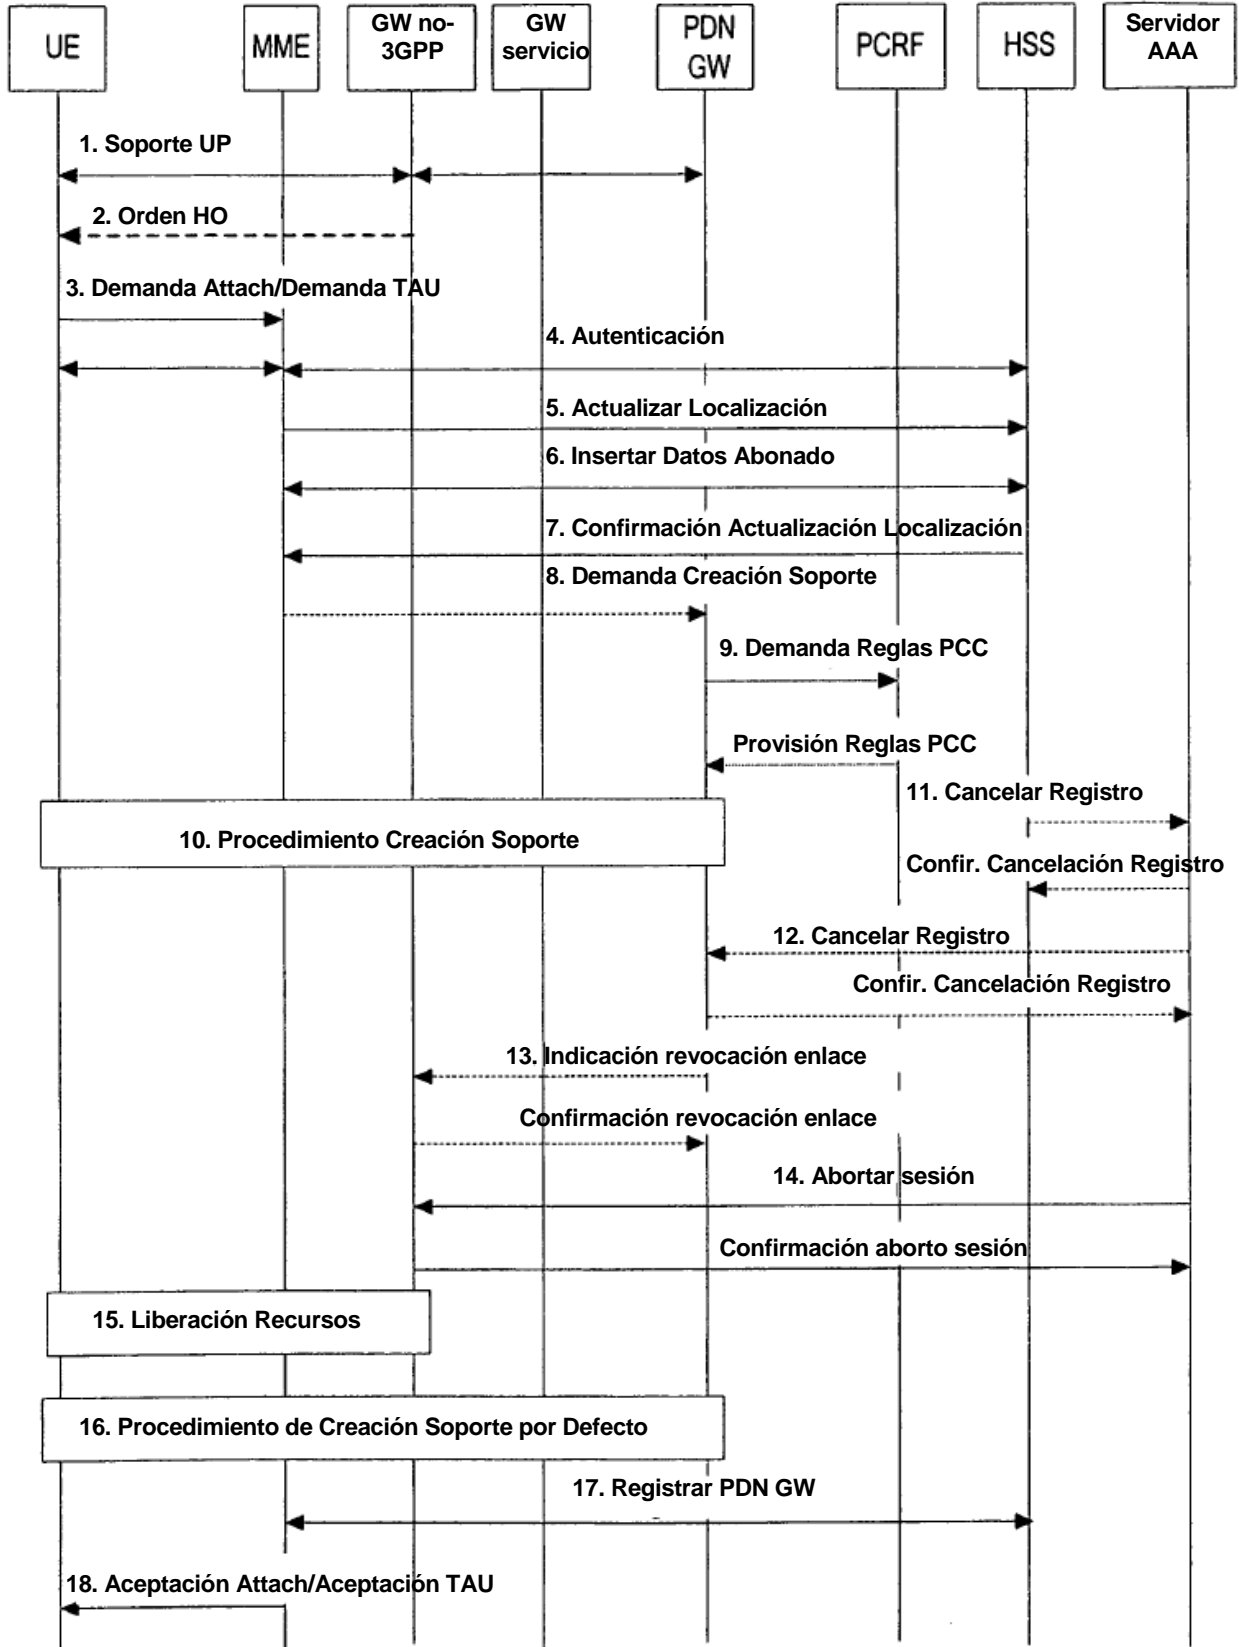 UE
MME
GW no-
3GPP
GW
servicio
PDN
GW
PCRF
HSS
Servidor
AAA
1. Soporte UP
2. Orden HO
3. Demanda Attach/Demanda TAU
4. Autenticación
5. Actualizar Localización
6. Insertar Datos Abonado
7. Confirmación Actualización Localización
8. Demanda Creación Soporte
9. Demanda Reglas PCC
Provisión Reglas PCC
11. Cancelar Registro
10. Procedimiento Creación Soporte
Confir. Cancelación Registro
12. Cancelar Registro
Confir. Cancelación Registro
13. Indicación revocación enlace
Confirmación revocación enlace
14. Abortar sesión
Confirmación aborto sesión
15. Liberación Recursos
16. Procedimiento de Creación Soporte por Defecto
17. Registrar PDN GW
18. Aceptación Attach/Aceptación TAU